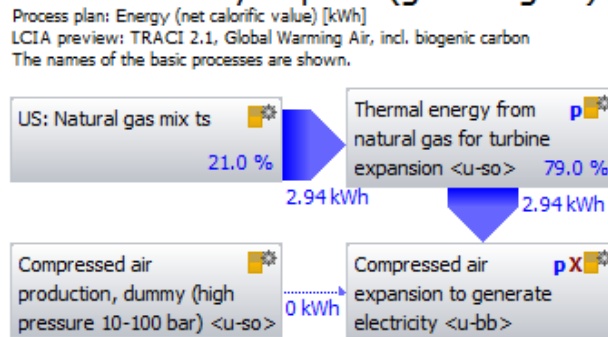 Process plan: Energy (net calorific value) [kWh]
LCIA preview: TRACI 2.1, Global Warming Air, incl. biogenic carbon
The names of the basic processes are shown.
US: Natural gas mix ts
21.0 %
2.94 kWh
Thermal energy from p
natural gas for turbine
expansion <u-so> 79.0 %
2.94 kWh
Compressed air
production, dummy (high
pressure 10-100 bar) <u-so>
0 kWh
Compressed air p X
expansion to generate
electricity <u-bb>